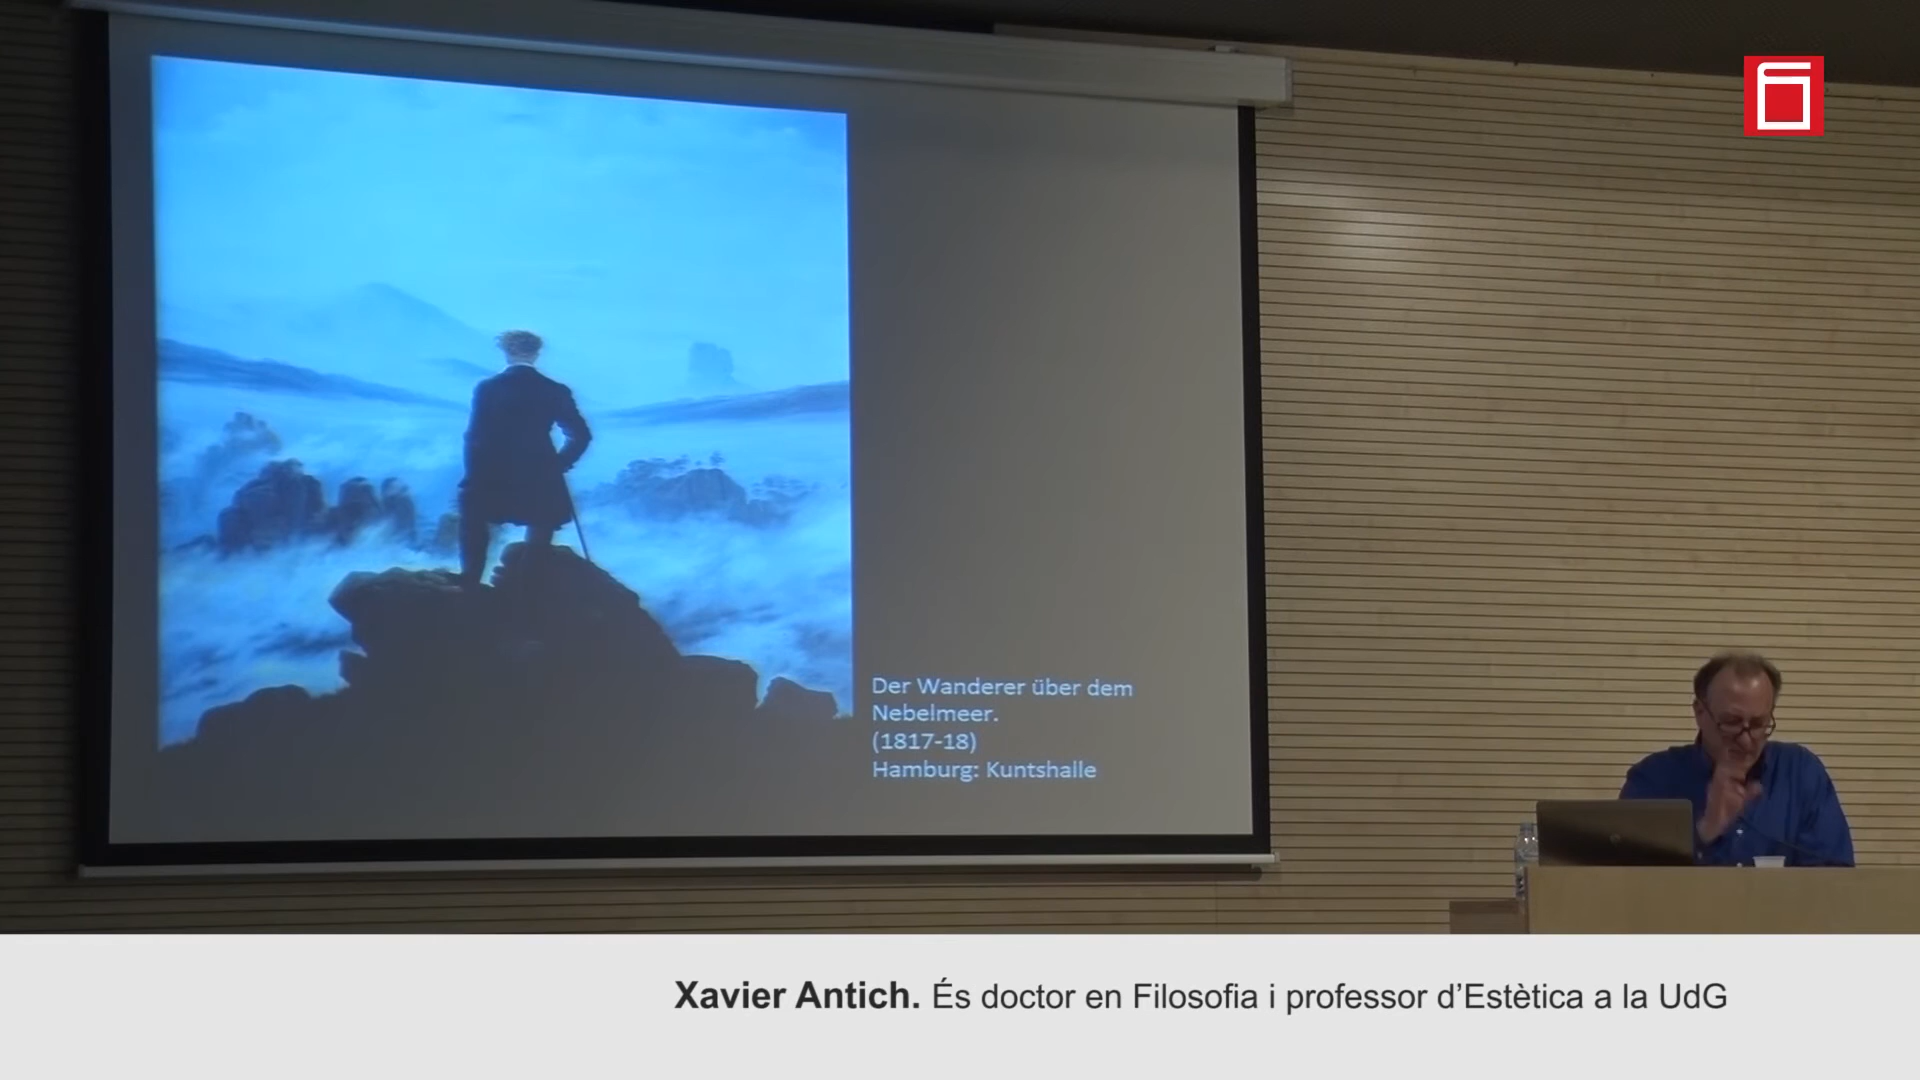 Der Wanderer über dem
Nebelmeer.
(1817-18)
Hamburg: Kuntshalle
Xavier Antich. És doctor en Filosofia i professor d’Estètica a la UdG